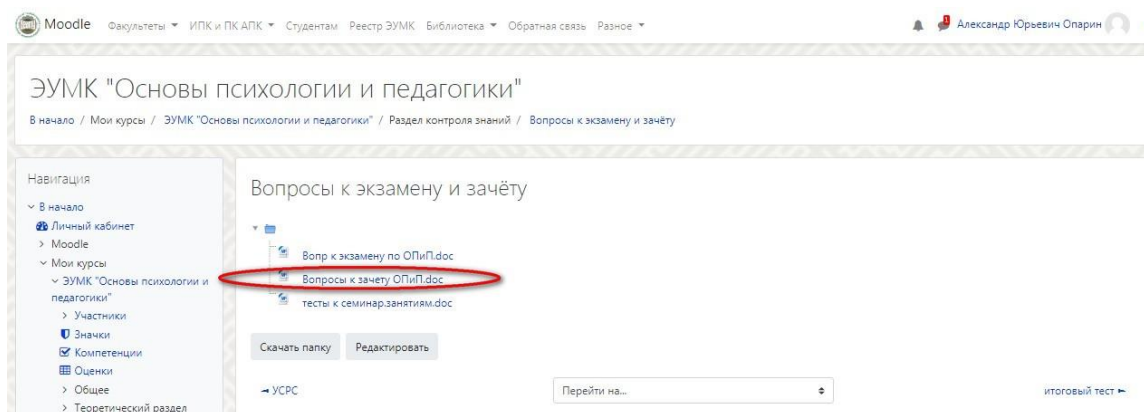 Moodle Факультеты ИПК и ПК АПК Студентам Реестр ЭУМК Библиотека Обратная связь Разное Александр Юрьевич Опарин
ЭУМК "Основы психологии и педагогики"
В начало / Мои курсы / ЭУМК "Основы психологии и педагогики" / Раздел контроля знаний / Вопросы к экзамену и зачёту
Навигация
В начало
Личный кабинет
Moodle
Мои курсы
ЭУМК "Основы психологии и
педагогики"
Участники
Значки
Компетенции
Оценки
Общее
Теоретический раздел
Вопросы к экзамену и зачёту
Вопр к экзамену по ОПиП.doc
Вопросы к зачету ОПиП.doc
тесты к семинар.занятиям.doc
Скачать папку Редактировать
◄ УСРС Перейти на... итоговый тест ►